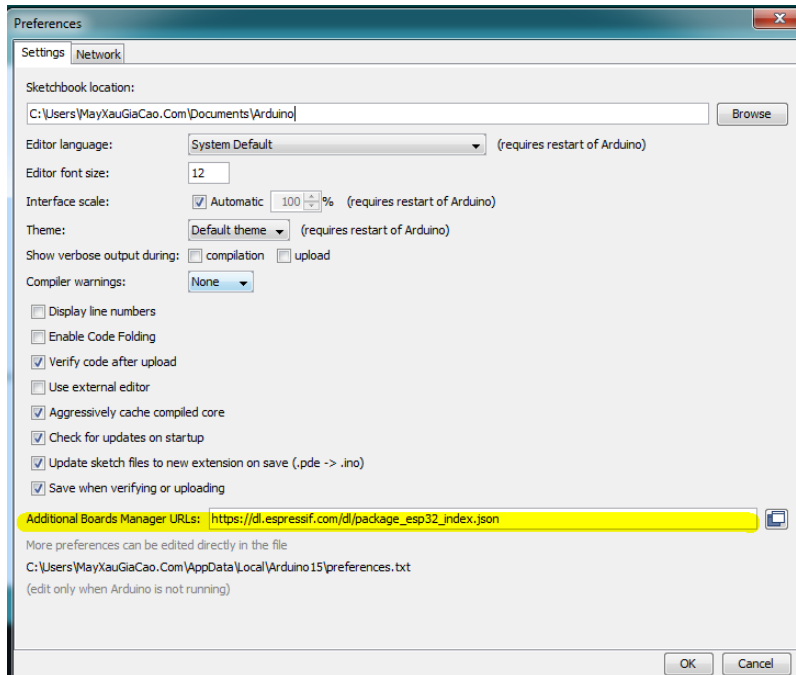 Preferences
Settings Network
Sketchbook location:
C:\Users\MayXauGiaCao.Com\Documents\Arduino Browse
Editor language: System Default (requires restart of Arduino)
Editor font size: 12
Interface scale: Automatic 100 % (requires restart of Arduino)
Theme: Default theme (requires restart of Arduino)
Show verbose output during: compilation upload
Compiler warnings: None
Display line numbers
Enable Code Folding
Verify code after upload
Use external editor
Aggressively cache compiled core
Check for updates on startup
Update sketch files to new extension on save (.pde -> .ino)
Save when verifying or uploading
Additional Boards Manager URLs: https://dl.espressif.com/dl/package_esp32_index.json
More preferences can be edited directly in the file
C:\Users\MayXauGiaCao.Com\AppData\Local\Arduino15\preferences.txt
(edit only when Arduino is not running)
OK Cancel